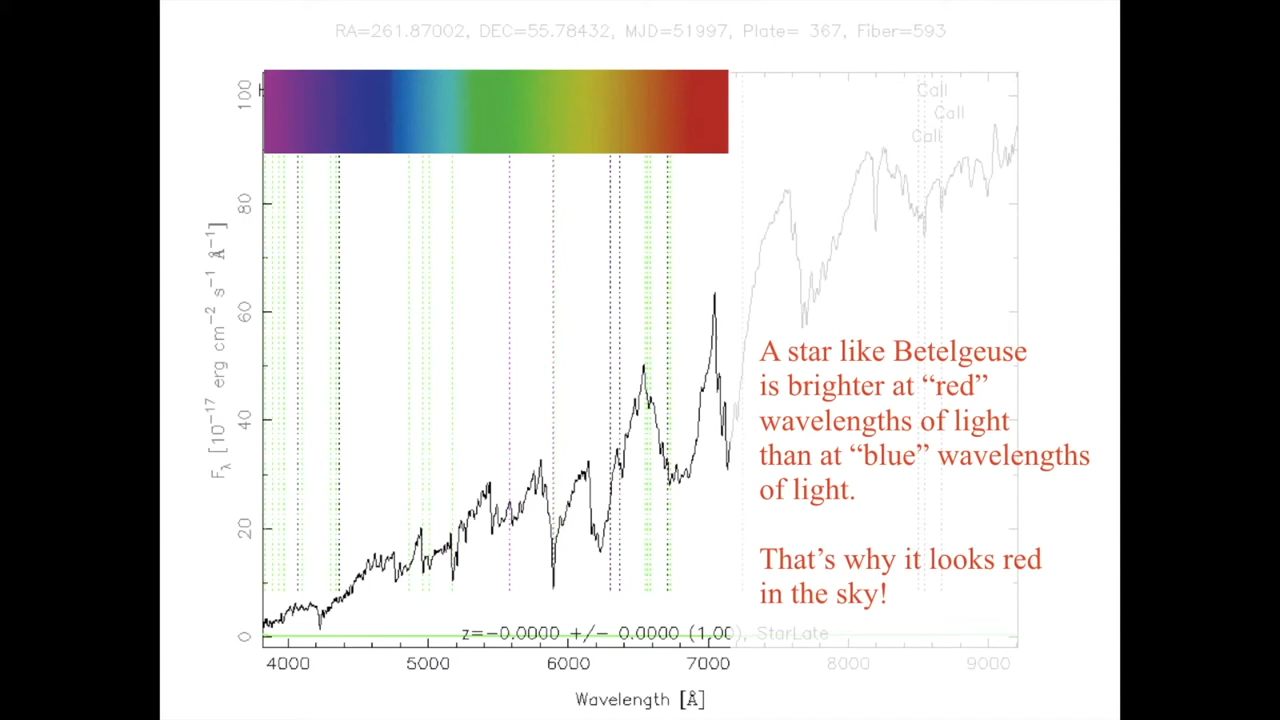 RA=261.87002, DEC=55.78432, MJD=51997, Plate= 367, Fiber=593
100
80
60
40
20
0
F_λ [10⁻¹⁷ erg cm⁻² s⁻¹ Å⁻¹]
CaII
CaII
CaII
A star like Betelgeuse
is brighter at “red”
wavelengths of light
than at “blue” wavelengths
of light.
That’s why it looks red
in the sky!
z=−0.0000 +/− 0.0000 (1.00), StarLate
4000 5000 6000 7000 8000 9000
Wavelength [Å]